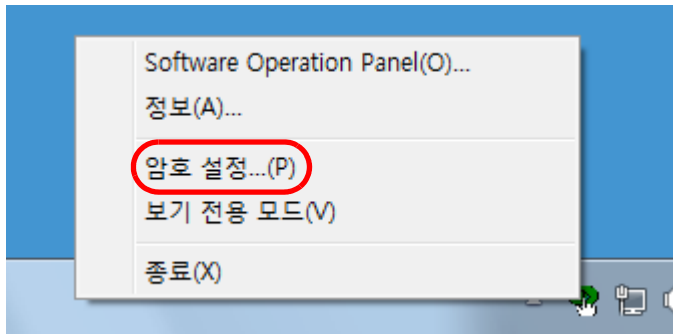 Software Operation Panel(O)...
정보(A)...
암호 설정...(P)
보기 전용 모드(V)
종료(X)